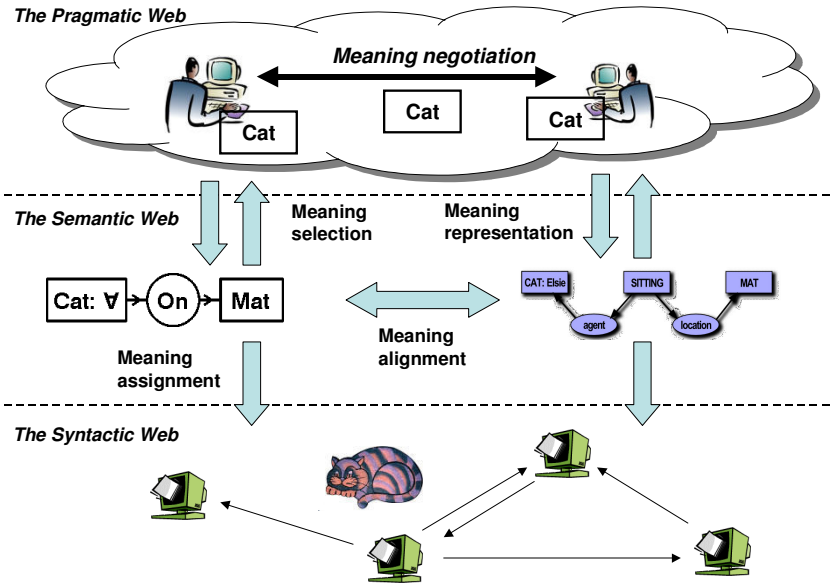 The Pragmatic Web
Meaning negotiation
Cat
Cat
Cat
The Semantic Web
Meaning
selection
Meaning
representation
Cat: ∀
On
Mat
CAT: Elsie
SITTING
MAT
agent
location
Meaning
assignment
Meaning
alignment
The Syntactic Web